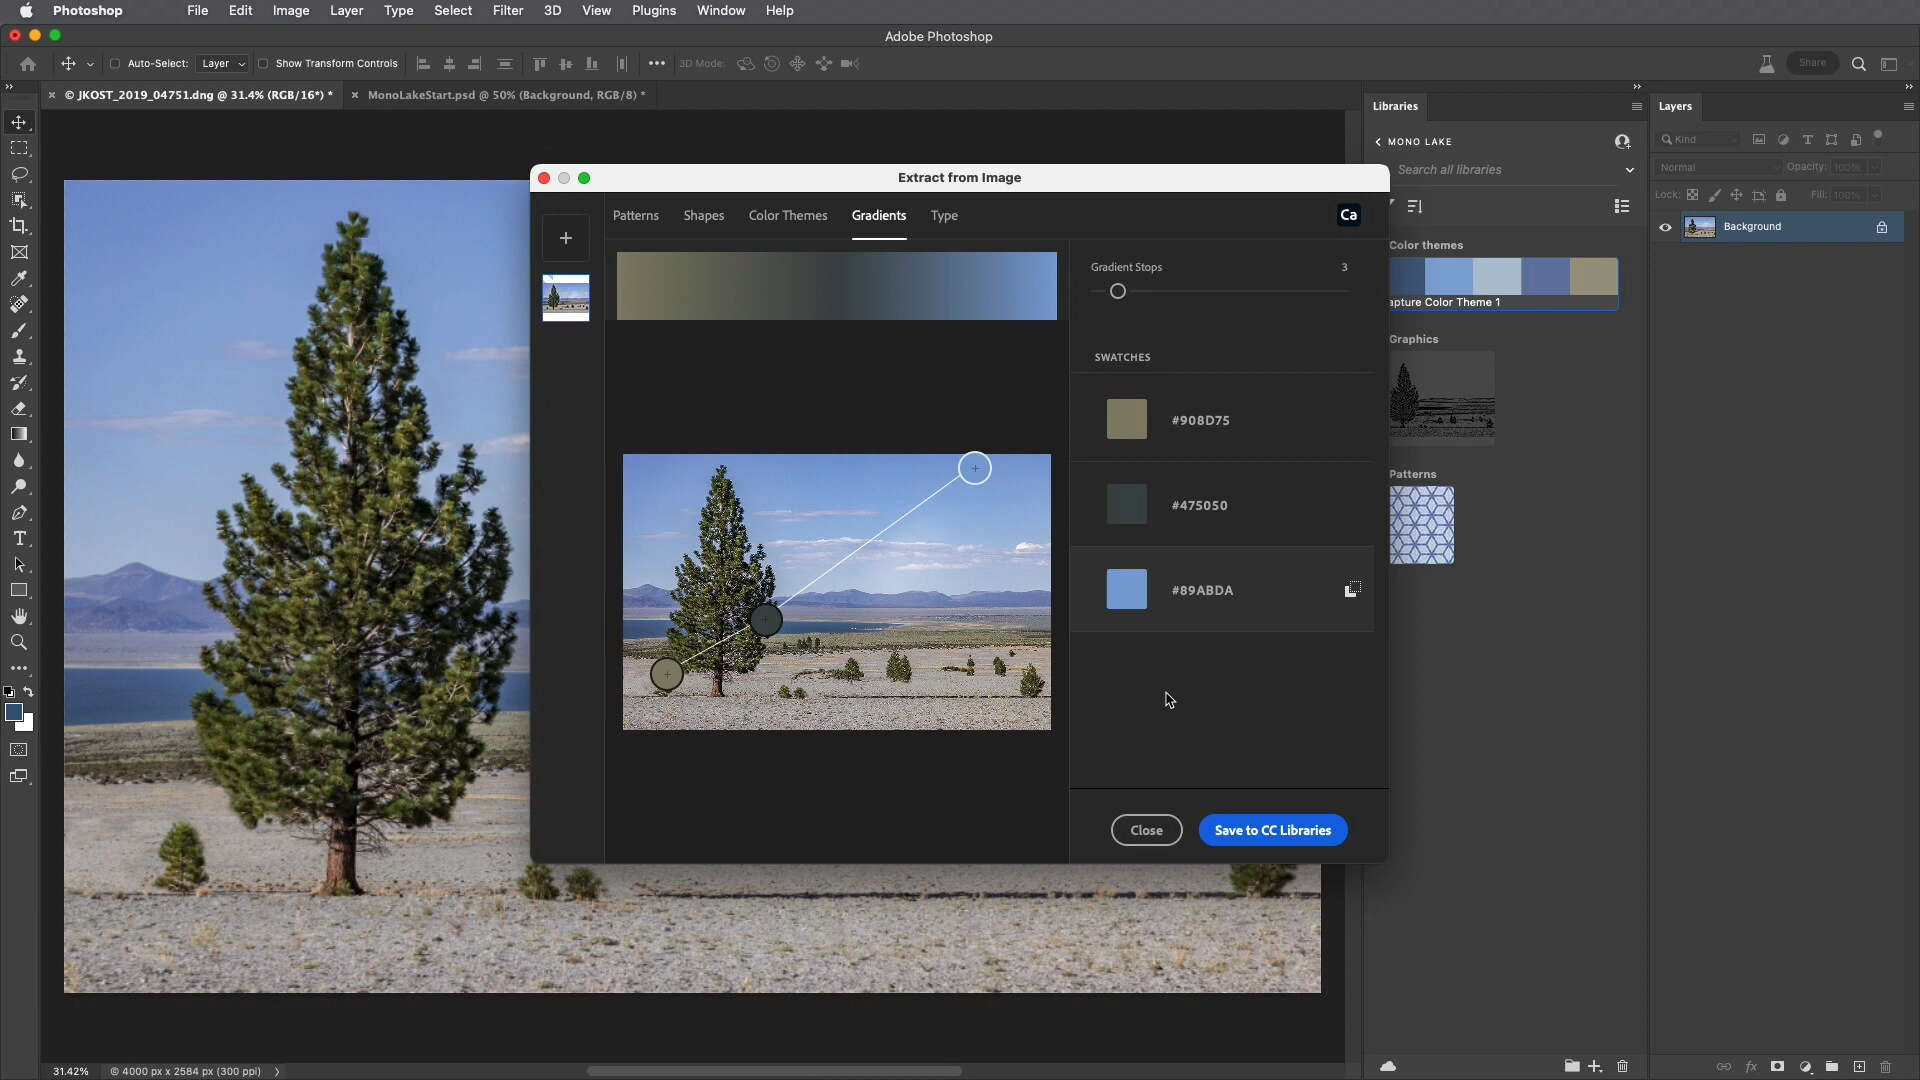 Photoshop File Edit Image Layer Type Select Filter 3D View Plugins Window Help
Adobe Photoshop
Auto-Select: Layer Show Transform Controls ••• 3D Mode: Share
© JKOST_2019_04751.dng @ 31.4% (RGB/16*) * MonoLakeStart.psd @ 50% (Background, RGB/8) *
Extract from Image
Patterns Shapes Color Themes Gradients Type Ca
Gradient Stops 3
SWATCHES
#908D75
#475050
#89ABDA
Close Save to CC Libraries
Libraries
MONO LAKE
Search all libraries
Color themes
apture Color Theme 1
Graphics
Patterns
Layers
Kind
Normal Opacity: 100%
Lock: Fill: 100%
Background
fx
31.42% © 4000 px x 2584 px (300 ppi)